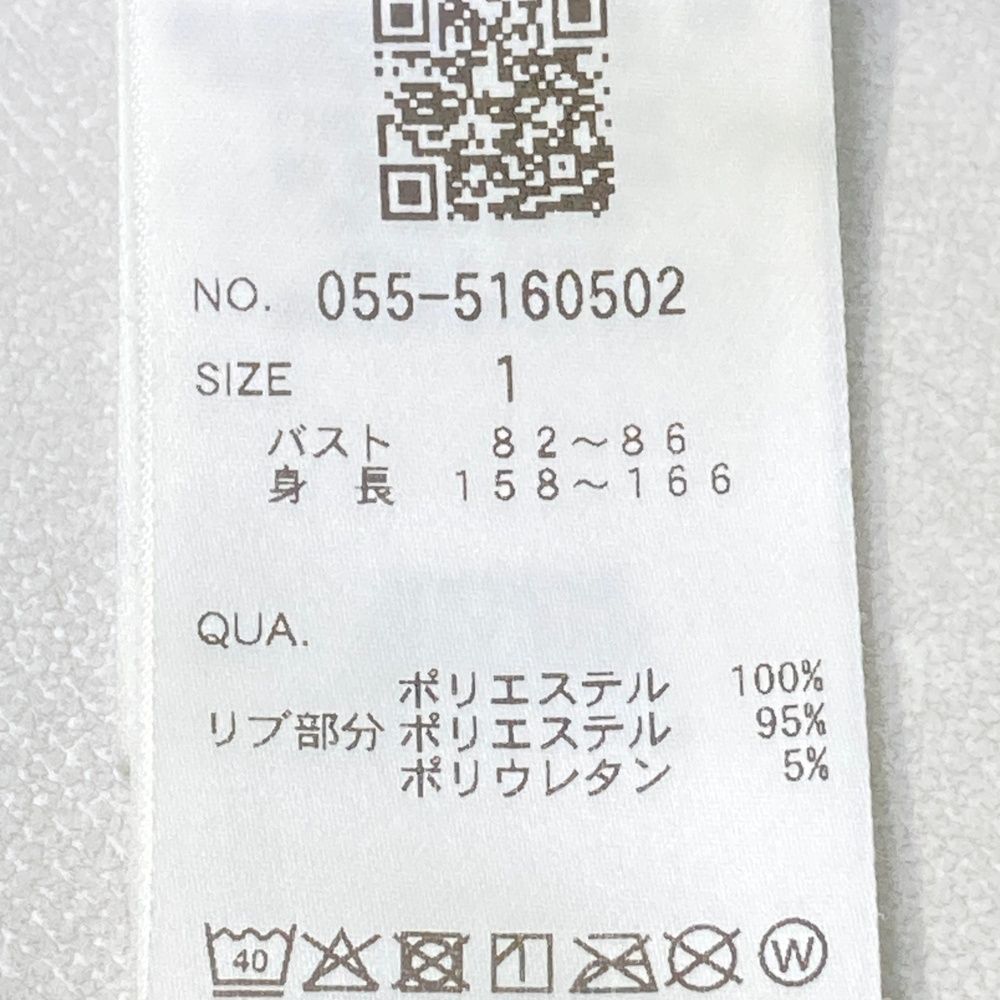 NO. 055-5160502
SIZE 1
バスト 82〜86
身長 158〜166
QUA.
ポリエステル 100%
リブ部分 ポリエステル 95%
ポリウレタン 5%
40 W